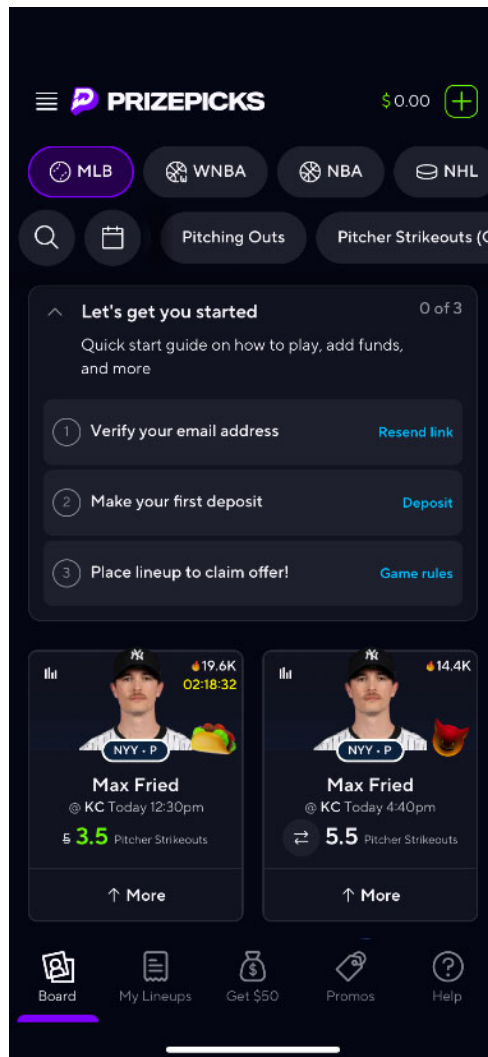 PRIZEPICKS
$0.00
MLB
WNBA
NBA
NHL
Pitching Outs
Pitcher Strikeouts (
Let's get you started
0 of 3
Quick start guide on how to play, add funds,
and more
1 Verify your email address
Resend link
2 Make your first deposit
Deposit
3 Place lineup to claim offer!
Game rules
19.6K
02:18:32
NYY - P
Max Fried
@ KC Today 12:30pm
5 3.5 Pitcher Strikeouts
↑ More
14.4K
NYY - P
Max Fried
@ KC Today 4:40pm
5.5 Pitcher Strikeouts
↑ More
Board
My Lineups
Get $50
Promos
Help